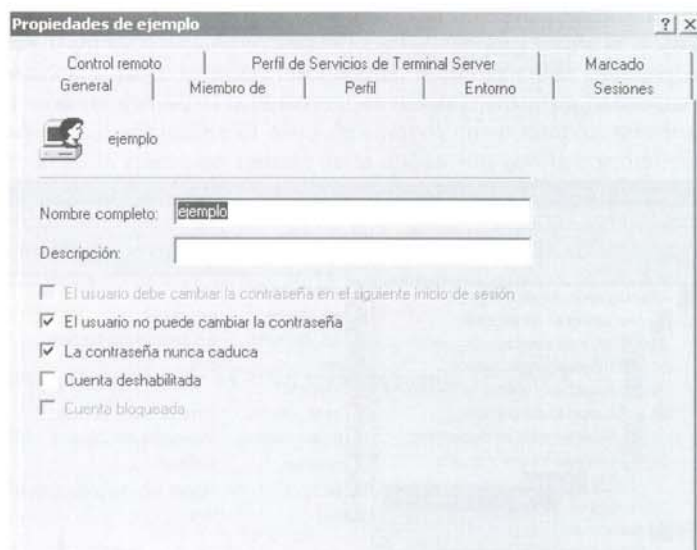 Propiedades de ejemplo
Control remoto
Perfil de Servicios de Terminal Server
Marcado
General
Miembro de
Perfil
Entorno
Sesiones
ejemplo
Nombre completo: ejemplo
Descripción:
El usuario debe cambiar la contraseña en el siguiente inicio de sesión
El usuario no puede cambiar la contraseña
La contraseña nunca caduca
Cuenta deshabilitada
Cuenta bloqueada